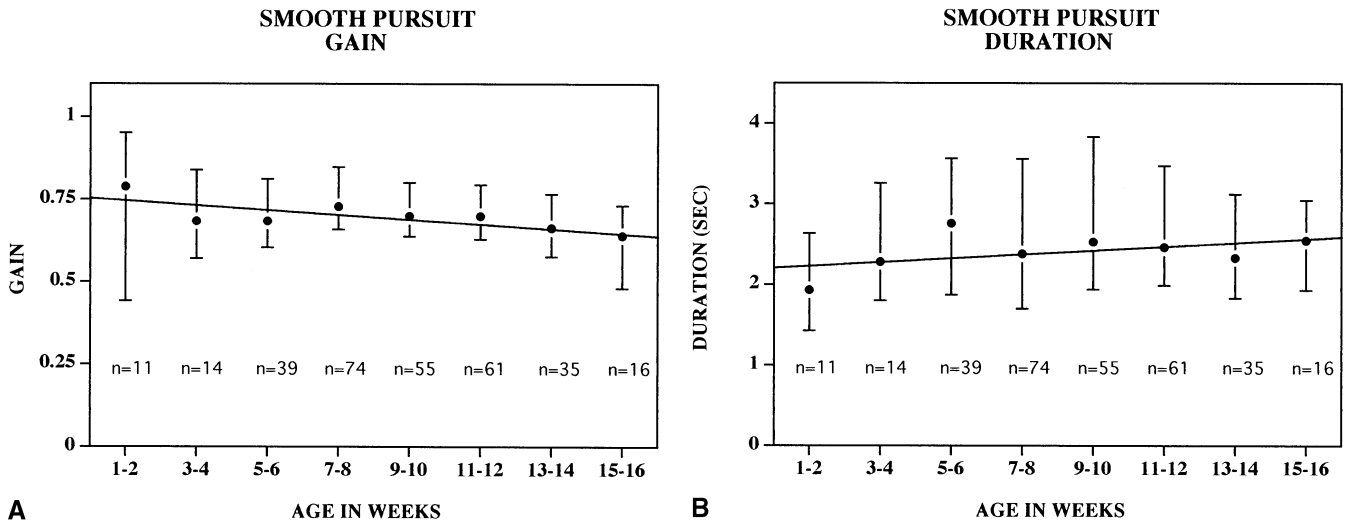 SMOOTH PURSUIT
GAIN
1
0.75
0.5
0.25
0
GAIN
n=11 n=14 n=39 n=74 n=55 n=61 n=35 n=16
1-2 3-4 5-6 7-8 9-10 11-12 13-14 15-16
A
AGE IN WEEKS
SMOOTH PURSUIT
DURATION
4
3
2
1
0
DURATION (SEC)
n=11 n=14 n=39 n=74 n=55 n=61 n=35 n=16
1-2 3-4 5-6 7-8 9-10 11-12 13-14 15-16
B
AGE IN WEEKS